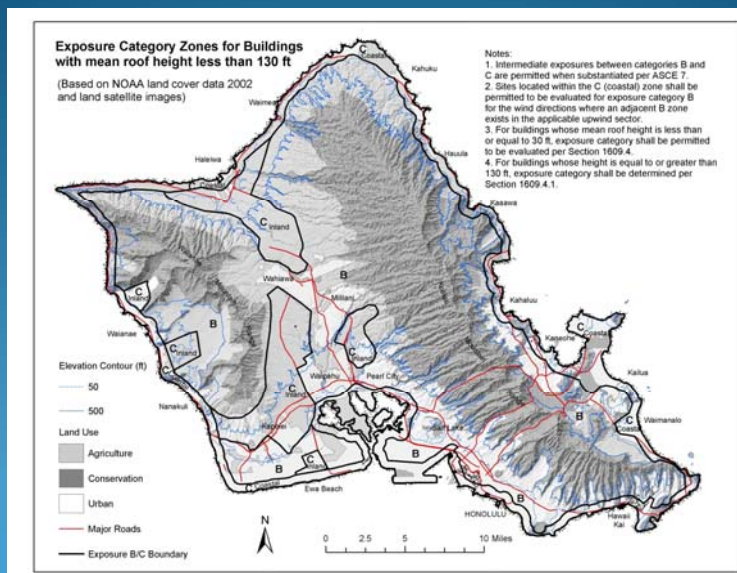 Exposure Category Zones for Buildings
with mean roof height less than 130 ft
(Based on NOAA land cover data 2002
and land satellite images)
Notes:
1. Intermediate exposures between categories B and
C are permitted when substantiated per ASCE 7.
2. Sites located within the C (coastal) zone shall be
permitted to be evaluated for exposure category B
for the wind directions where an adjacent B zone
exists in the applicable upwind sector.
3. For buildings whose mean roof height is less than
or equal to 30 ft, exposure category shall be permitted
to be evaluated per Section 1609.4.
4. For buildings whose height is equal to or greater than
130 ft, exposure category shall be determined per
Section 1609.4.1.
C
Coastal
Kahuku
Waimea
Haleiwa
Coastal
Hauula
C
Inland
Kaaawa
Wahiawa
B
Mililani
Kahaluu
C
Inland
Kaneohe
C
Coastal
Waianae
B
C
Inland
C
Inland
Kailua
Waipahu
Pearl City
C
Inland
C
Nanakuli
B
C
Coastal
Waimanalo
Kapolei
B
C
Inland
B
C
Coastal
Ewa Beach
HONOLULU
B
Hawaii
Kai
Elevation Contour (ft)
50
500
Land Use
Agriculture
Conservation
Urban
Major Roads
Exposure B/C Boundary
N
0 2.5 5 10 Miles